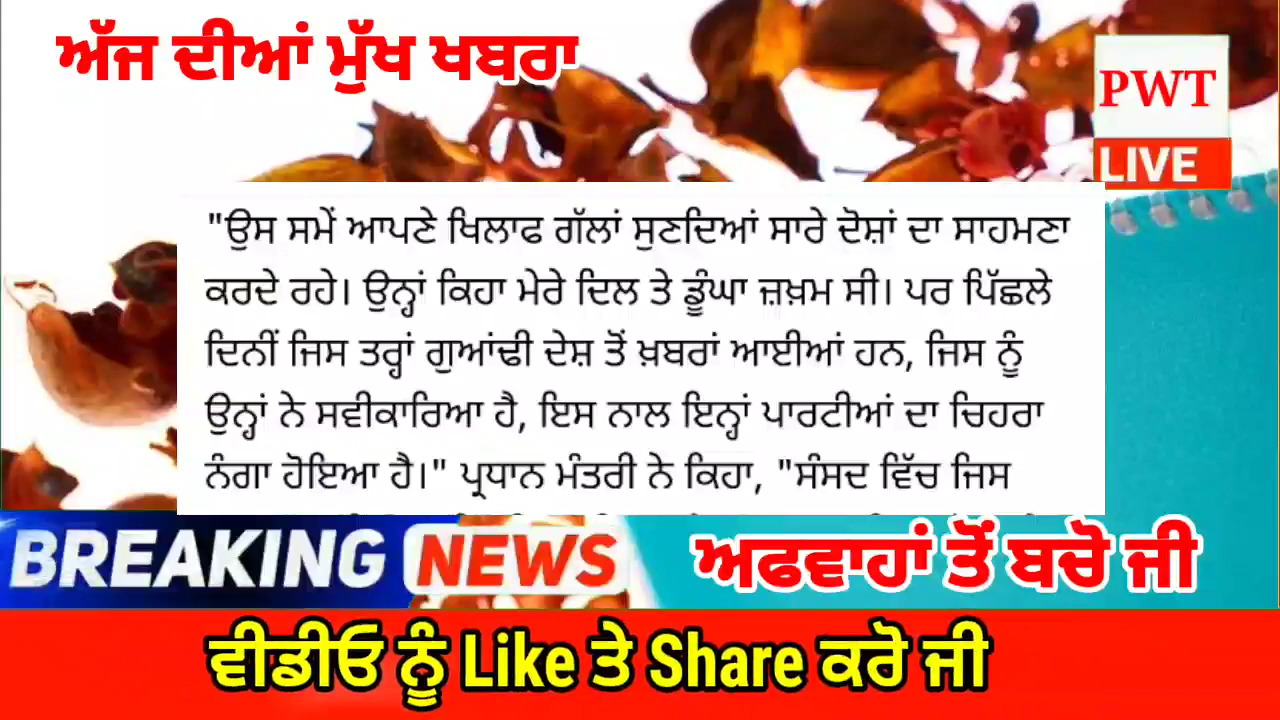 ਅੱਜ ਦੀਆਂ ਮੁੱਖ ਖਬਰਾ
PWT
LIVE
"ਉਸ ਸਮੇਂ ਆਪਣੇ ਖਿਲਾਫ ਗੱਲਾਂ ਸੁਣਦਿਆਂ ਸਾਰੇ ਦੋਸ਼ਾਂ ਦਾ ਸਾਹਮਣਾ
ਕਰਦੇ ਰਹੇ। ਉਨ੍ਹਾਂ ਕਿਹਾ ਮੇਰੇ ਦਿਲ ਤੇ ਡੂੰਘਾ ਜ਼ਖ਼ਮ ਸੀ। ਪਰ ਪਿੱਛਲੇ
ਦਿਨੀਂ ਜਿਸ ਤਰ੍ਹਾਂ ਗੁਆਂਢੀ ਦੇਸ਼ ਤੋਂ ਖ਼ਬਰਾਂ ਆਈਆਂ ਹਨ, ਜਿਸ ਨੂੰ
ਉਨ੍ਹਾਂ ਨੇ ਸਵੀਕਾਰਿਆ ਹੈ, ਇਸ ਨਾਲ ਇਨ੍ਹਾਂ ਪਾਰਟੀਆਂ ਦਾ ਚਿਹਰਾ
ਨੰਗਾ ਹੋਇਆ ਹੈ।" ਪ੍ਰਧਾਨ ਮੰਤਰੀ ਨੇ ਕਿਹਾ, "ਸੰਸਦ ਵਿੱਚ ਜਿਸ
BREAKING NEWS
ਅਫਵਾਹਾਂ ਤੋਂ ਬਚੋ ਜੀ
ਵੀਡੀਓ ਨੂੰ Like ਤੇ Share ਕਰੋ ਜੀ